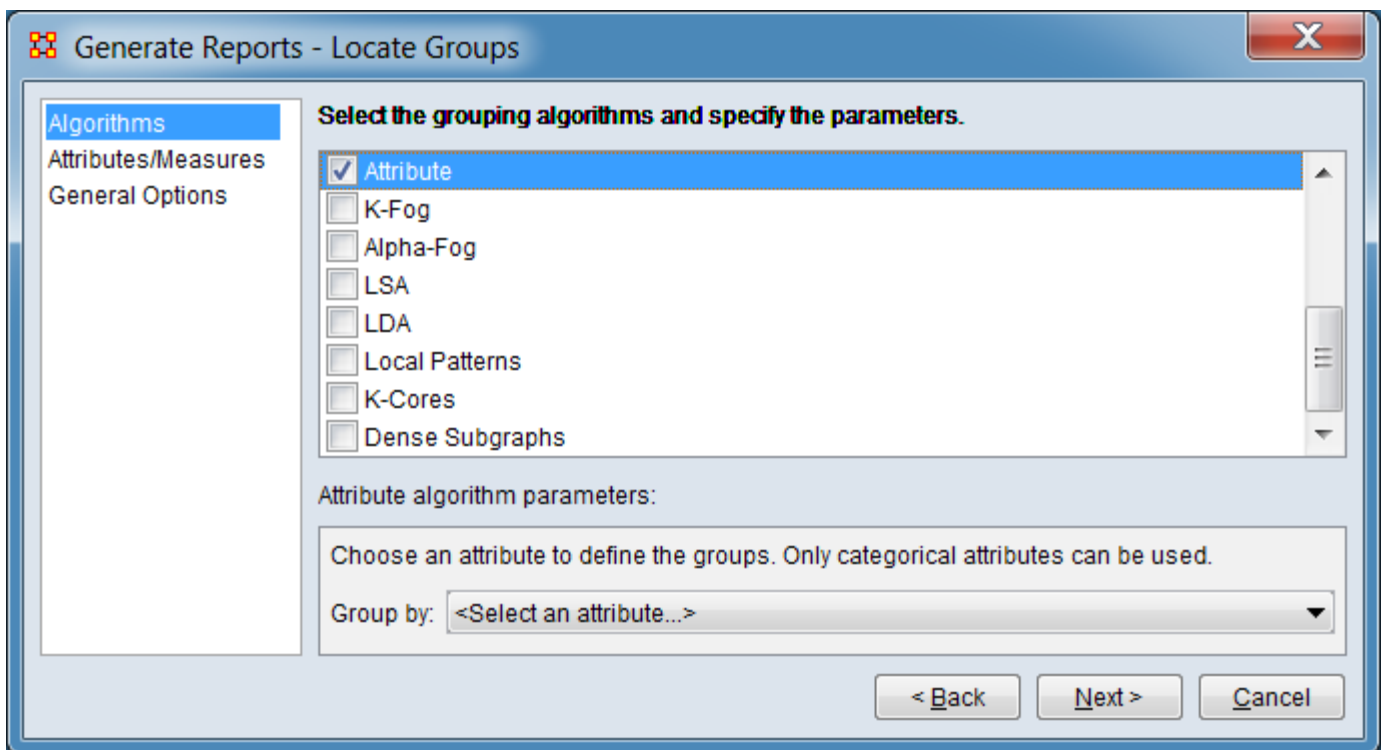 Generate Reports - Locate Groups
Algorithms
Attributes/Measures
General Options
Select the grouping algorithms and specify the parameters.
Attribute
K-Fog
Alpha-Fog
LSA
LDA
Local Patterns
K-Cores
Dense Subgraphs
Attribute algorithm parameters:
Choose an attribute to define the groups. Only categorical attributes can be used.
Group by: <Select an attribute...>
< Back Next > Cancel